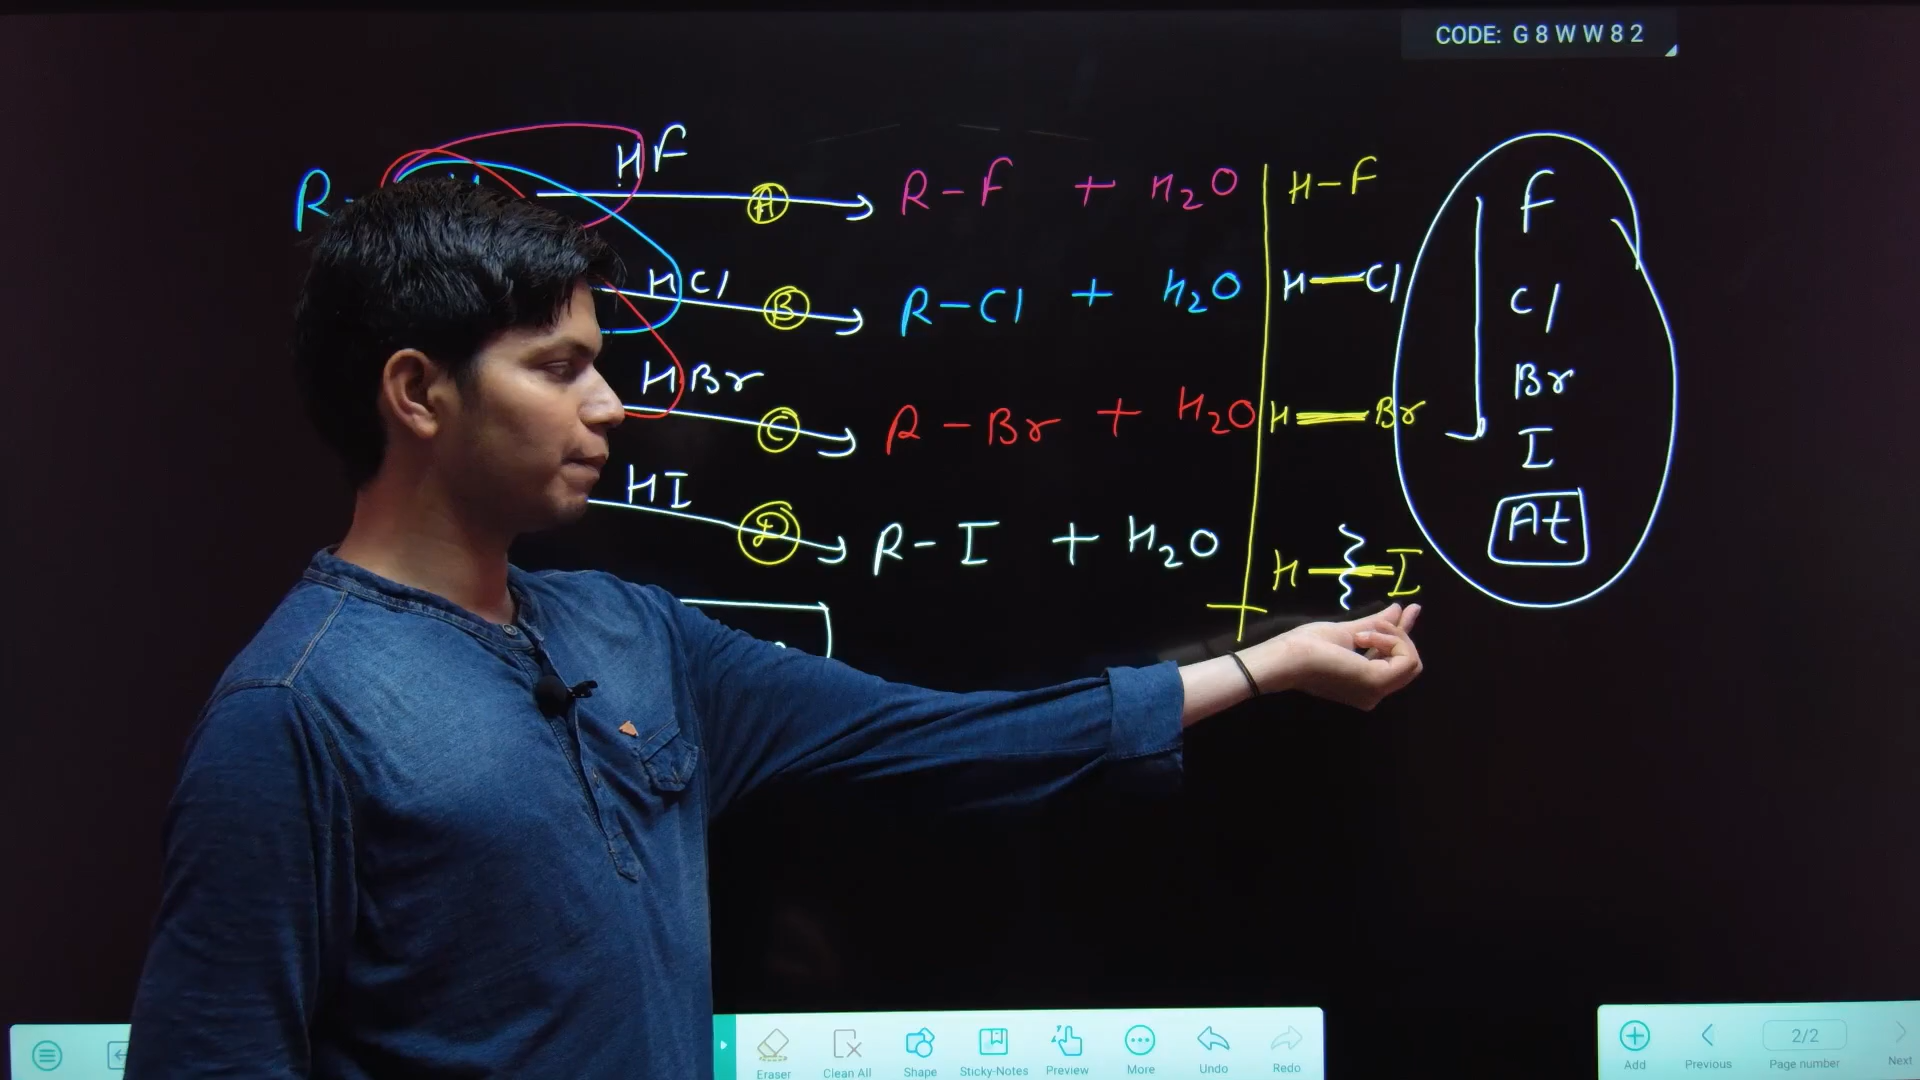 CODE: G8WW82
R- HF A R-F + H2O H-F F
HCl B R-Cl + H2O H-Cl Cl
HBr C R-Br + H2O H-Br Br
HI D R-I + H2O H-I I
At
Eraser Clean All Shape Sticky-Notes Preview More Undo Redo Add Previous 2/2 Page number Next